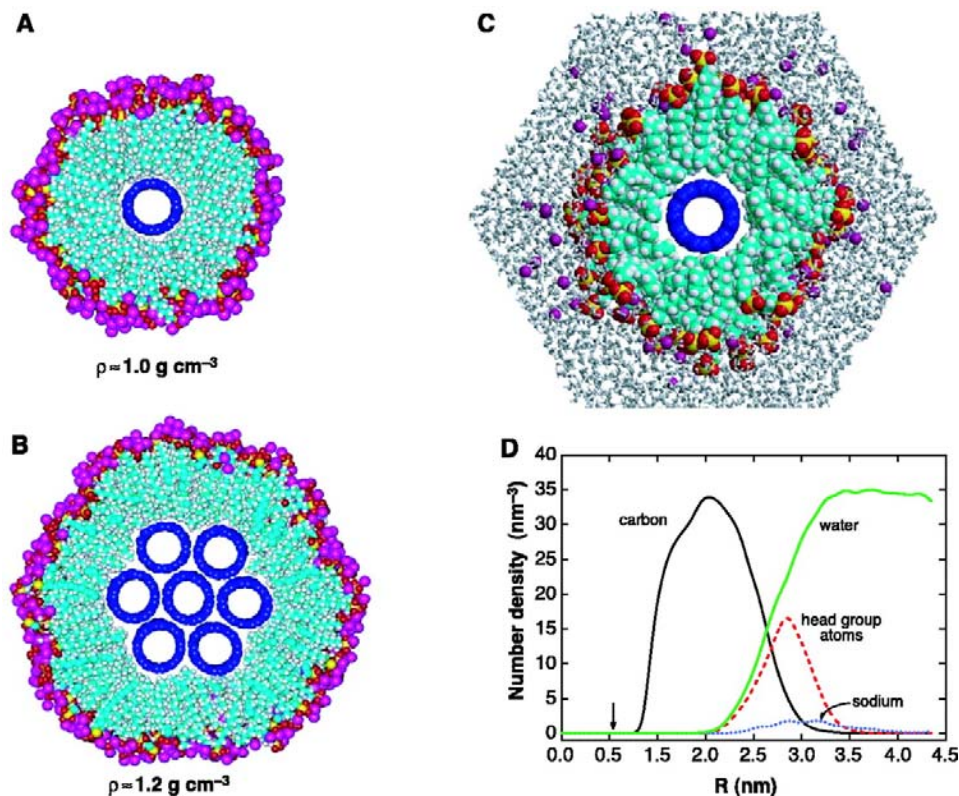 A
ρ ≈ 1.0 g cm⁻³
B
ρ ≈ 1.2 g cm⁻³
C
D
Number density (nm⁻³)
40
35
30
25
20
15
10
5
0
carbon
water
head group
atoms
sodium
0.0 0.5 1.0 1.5 2.0 2.5 3.0 3.5 4.0 4.5
R (nm)